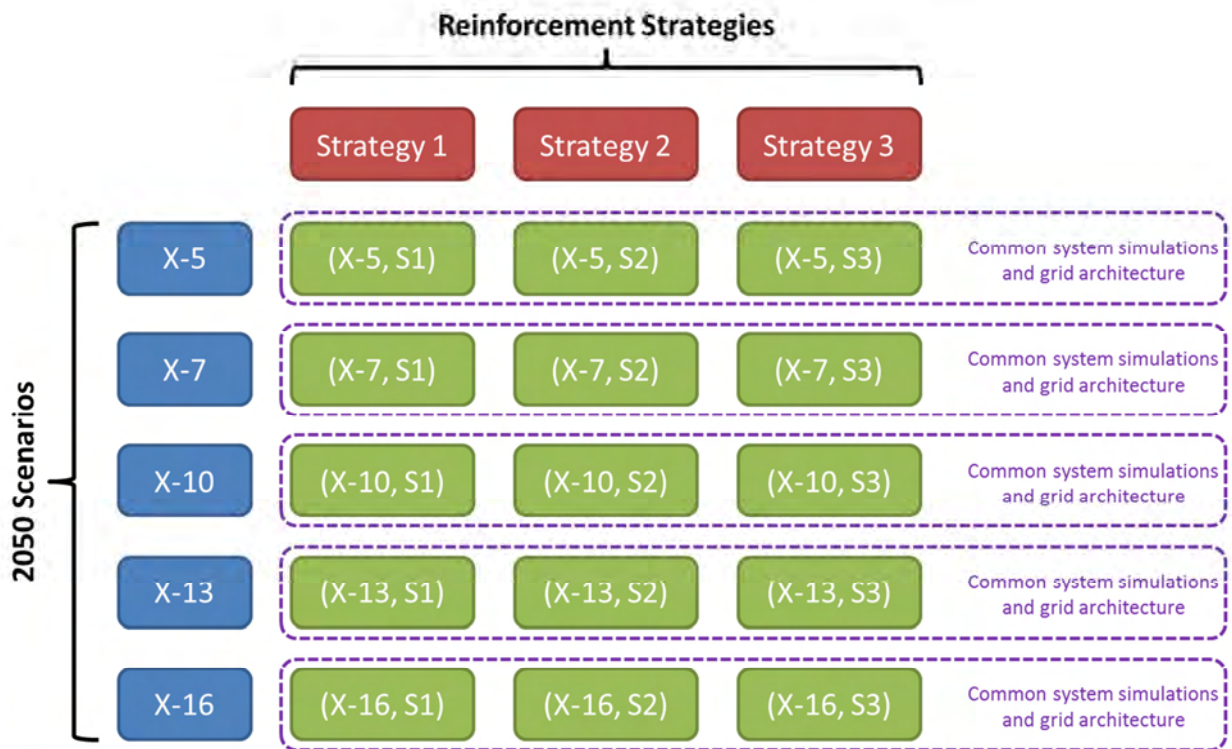 Reinforcement Strategies
Strategy 1
Strategy 2
Strategy 3
2050 Scenarios
X-5
(X-5, S1)
(X-5, S2)
(X-5, S3)
Common system simulations
and grid architecture
X-7
(X-7, S1)
(X-7, S2)
(X-7, S3)
Common system simulations
and grid architecture
X-10
(X-10, S1)
(X-10, S2)
(X-10, S3)
Common system simulations
and grid architecture
X-13
(X-13, S1)
(X-13, S2)
(X-13, S3)
Common system simulations
and grid architecture
X-16
(X-16, S1)
(X-16, S2)
(X-16, S3)
Common system simulations
and grid architecture